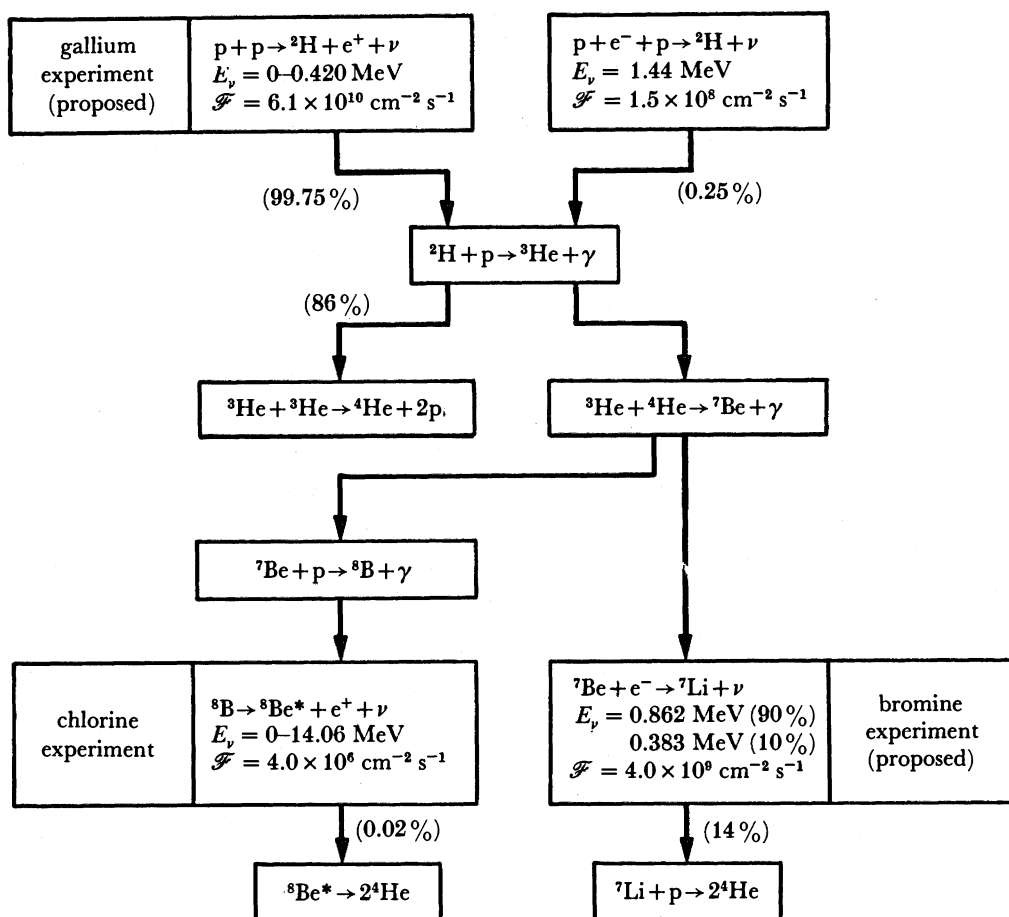 gallium
experiment
(proposed)
p+p→²H+e⁺+ν
E_ν = 0–0.420 MeV
ℱ = 6.1 × 10¹⁰ cm⁻² s⁻¹
p+e⁻+p→²H+ν
E_ν = 1.44 MeV
ℱ = 1.5 × 10⁸ cm⁻² s⁻¹
(99.75%)
(0.25%)
²H+p→³He+γ
(86%)
³He+³He→⁴He+2p
³He+⁴He→⁷Be+γ
⁷Be+p→⁸B+γ
chlorine
experiment
⁸B→⁸Be*+e⁺+ν
E_ν = 0–14.06 MeV
ℱ = 4.0 × 10⁶ cm⁻² s⁻¹
⁷Be+e⁻→⁷Li+ν
E_ν = 0.862 MeV (90%)
0.383 MeV (10%)
ℱ = 4.0 × 10⁹ cm⁻² s⁻¹
bromine
experiment
(proposed)
(0.02%)
(14%)
⁸Be*→2⁴He
⁷Li+p→2⁴He